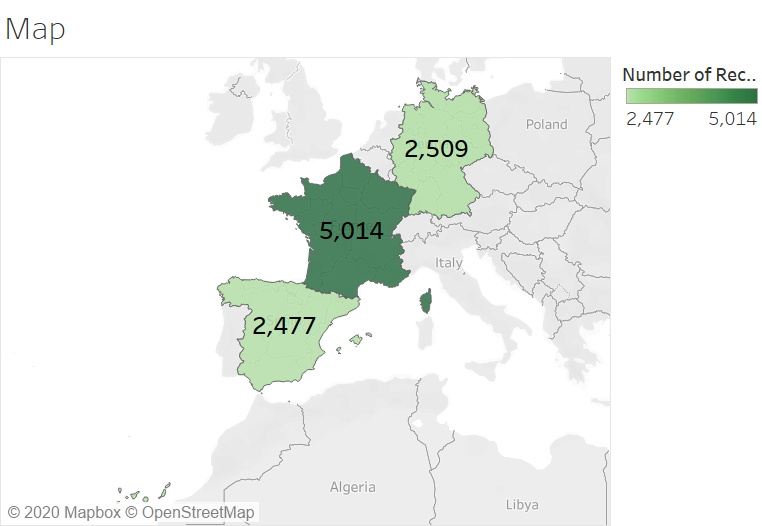 Map
Number of Rec..
2,477 5,014
Poland
2,509
5,014
Italy
2,477
Algeria
Libya
© 2020 Mapbox © OpenStreetMap